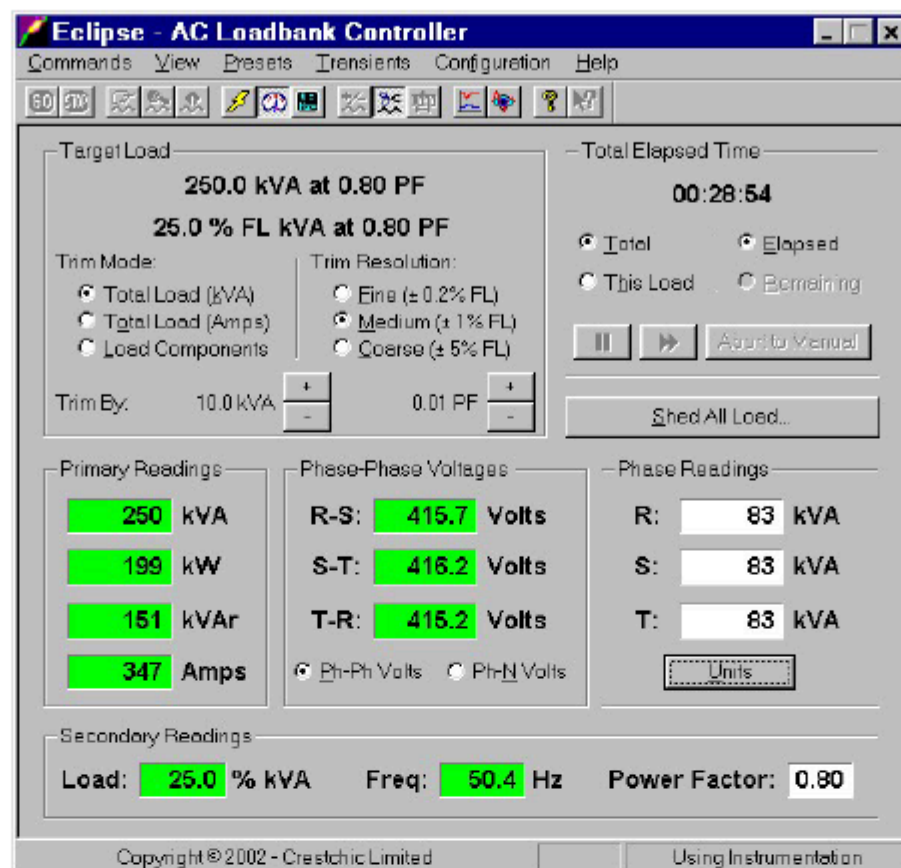 Eclipse - AC Loadbank Controller
Commands View Presets Transients Configuration Help
Target Load
250.0 kVA at 0.80 PF
25.0 % FL kVA at 0.80 PF
Trim Mode:
Total Load (kVA)
Total Load (Amps)
Load Components
Trim Resolution:
Fine (± 0.2% FL)
Medium (± 1% FL)
Coarse (± 5% FL)
Trim By: 10.0 kVA + - 0.01 PF + -
Total Elapsed Time
00:28:54
Total Elapsed
This Load Remaining
Abort to Manual
Shed All Load...
Primary Readings
250 kVA
199 kW
151 kVAr
347 Amps
Phase-Phase Voltages
R-S: 415.7 Volts
S-T: 416.2 Volts
T-R: 415.2 Volts
Ph-Ph Volts Ph-N Volts
Phase Readings
R: 83 kVA
S: 83 kVA
T: 83 kVA
Units
Secondary Readings
Load: 25.0 % kVA Freq: 50.4 Hz Power Factor: 0.80
Copyright © 2002 - Crestchic Limited Using Instrumentation